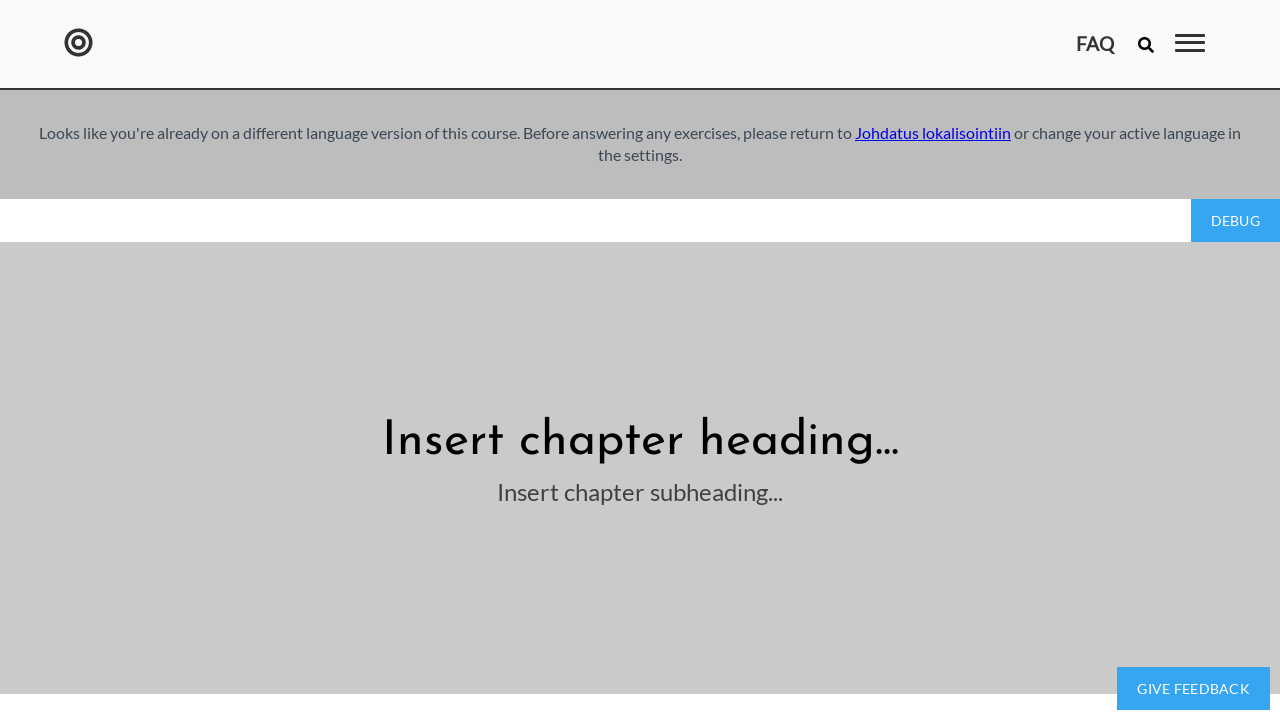 FAQ
Looks like you're already on a different language version of this course. Before answering any exercises, please return to Johdatus lokalisointiin or change your active language in
the settings.
DEBUG
Insert chapter heading...
Insert chapter subheading...
GIVE FEEDBACK